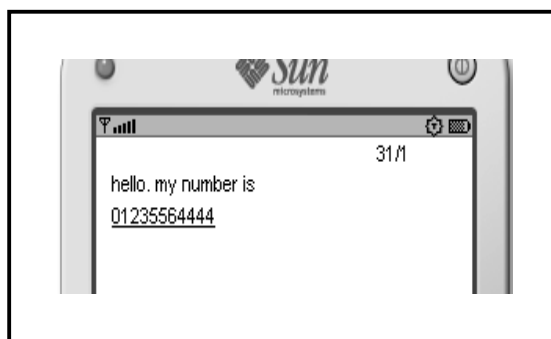 Sun
microsystems
31/1
hello. my number is
01235564444